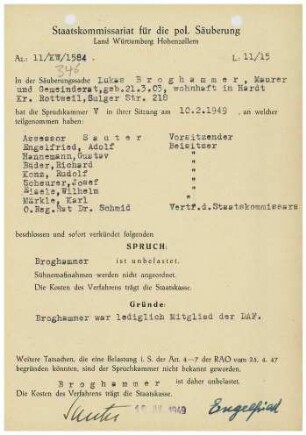 Staatskommissariat für die pol. Säuberung
Land Württemberg Hohenzollern
Az.: 11/KW/1584 L: 11/15
346
In der Säuberungssache Lukas Broghammer, Maurer
und Gemeinderat, geb.21.3.03, wohnhaft in Hardt
Kr. Rottweil, Sulger Str. 218
hat die Spruchkammer V in ihrer Sitzung am 10.2.1949, an welcher
teilgenommen haben:
Assessor Sauter Vorsitzender
Engelfried, Adolf Beisitzer
Hannemann, Gustav "
Bäder, Richard "
Konz, Rudolf "
Scheurer, Josef "
Eisele, Wilhelm "
Märkle, Karl "
O.Reg.Rat Dr. Schmid Vertr.d.Staatskommissars
beschlossen und sofort verkündet folgenden
SPRUCH:
Broghammer ist unbelastet.
Sühnemaßnahmen werden nicht angeordnet.
Die Kosten des Verfahrens trägt die Staatskasse.
Gründe:
Broghammer war lediglich Mitglied der DAF.
Weitere Tatsachen, die eine Belastung i. S. der Art. 4—7 der RAO vom 25. 4. 47
begründen könnten, sind der Spruchkammer nicht bekannt geworden.
Broghammer ist daher unbelastet.
Die Kosten des Verfahrens trägt die Staatskasse.
Sauter 1949 Engelfried